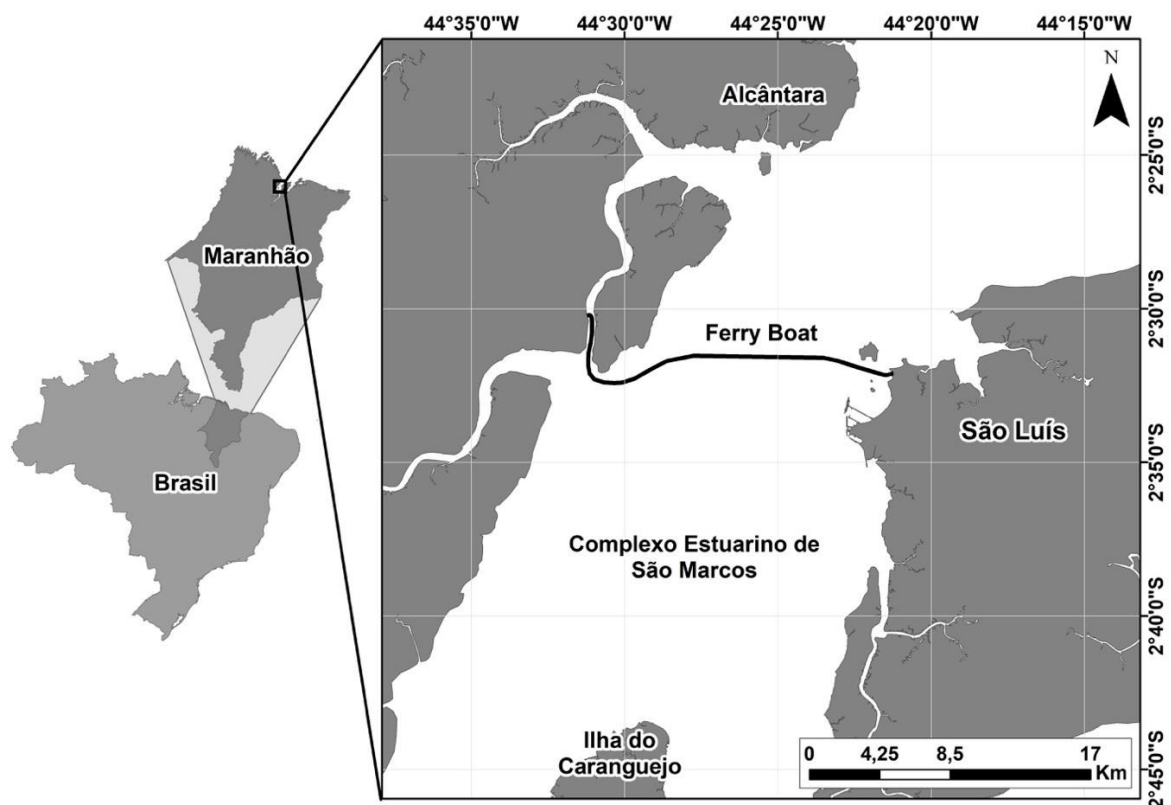 44°35'0"W
44°30'0"W
44°25'0"W
44°20'0"W
44°15'0"W
N
Alcântara
2°25'0"S
Maranhão
2°30'0"S
Ferry Boat
São Luís
2°35'0"S
Brasil
Complexo Estuarino de
São Marcos
2°40'0"S
Ilha do
Caranguejo
0 4,25 8,5 17
Km
2°45'0"S